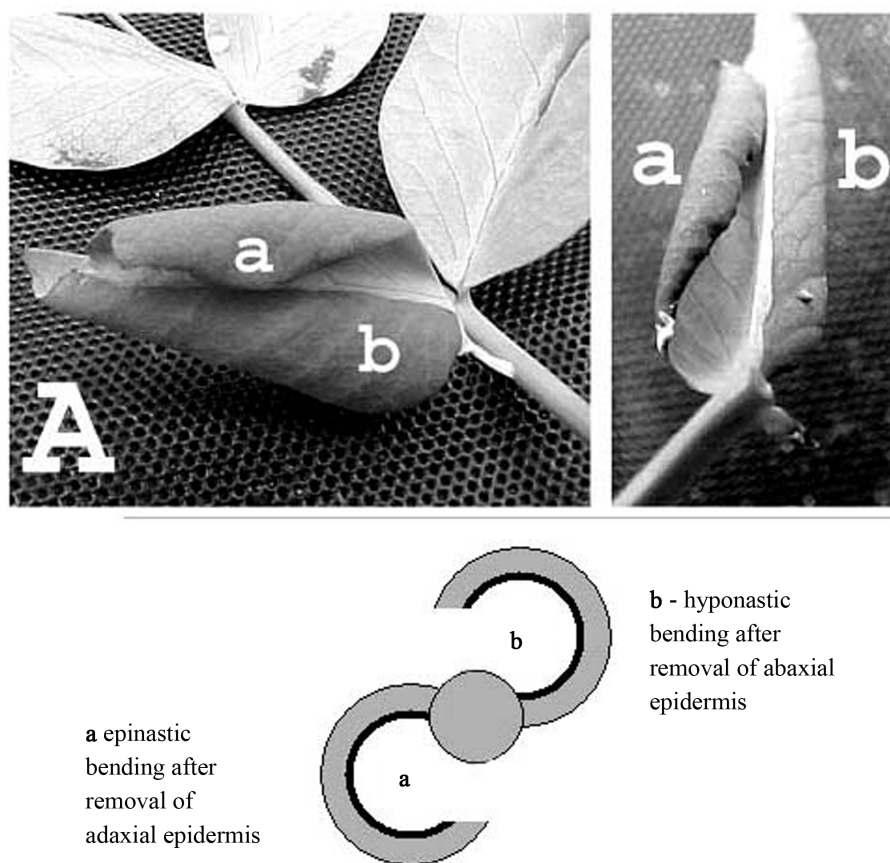 a
b
A
a
b
b - hyponastic
bending after
removal of abaxial
epidermis
b
a epinastic
bending after
removal of
adaxial epidermis
a